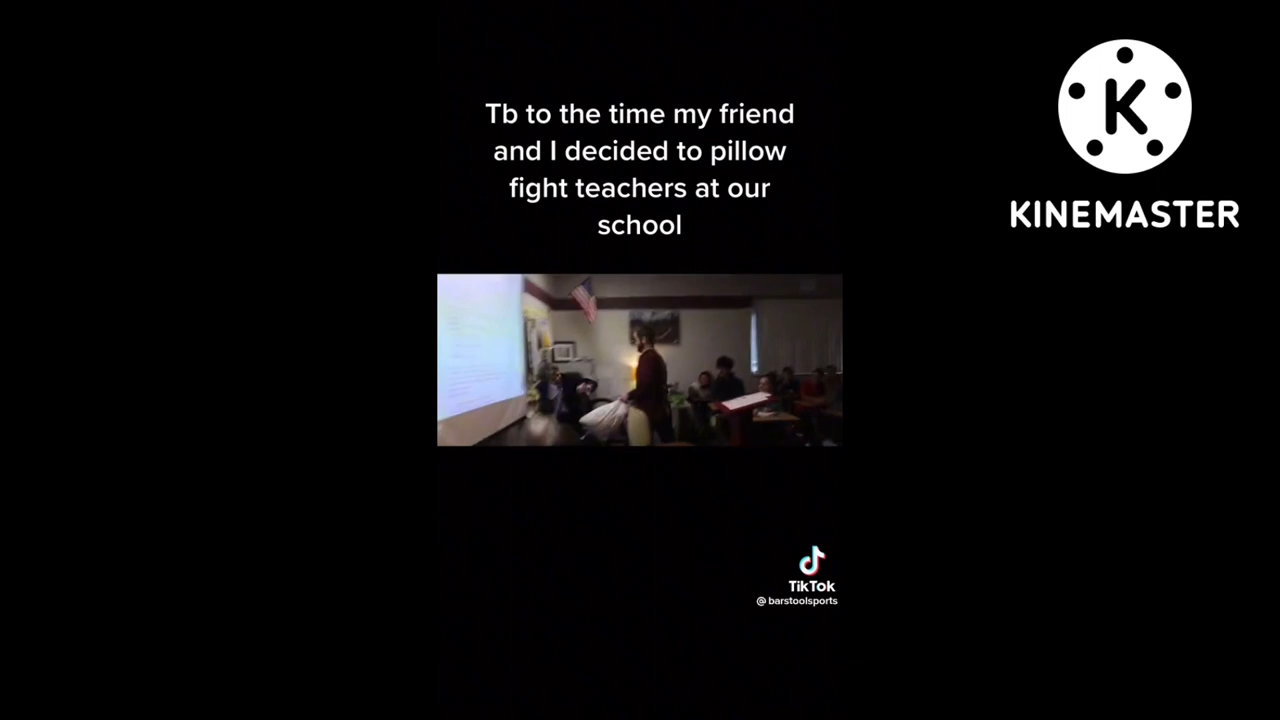 Tb to the time my friend
and I decided to pillow
fight teachers at our
school
K
KINEMASTER
TikTok
@ barstoolsports